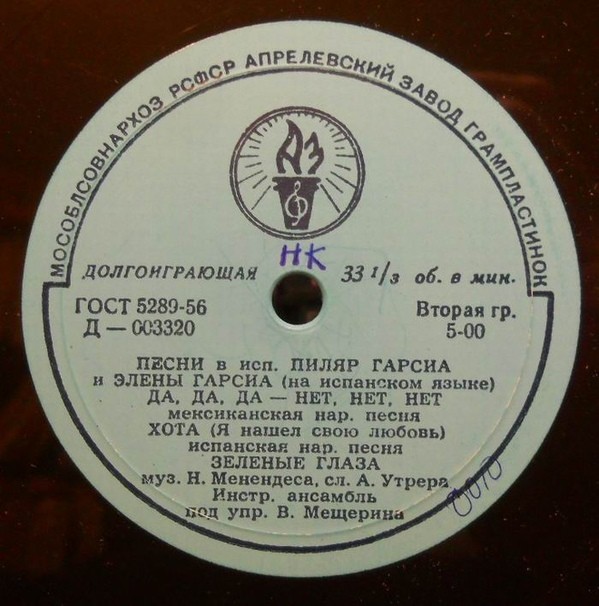 МОСОБЛСОВНАРХОЗ РСФСР АПРЕЛЕВСКИЙ ЗАВОД ГРАМПЛАСТИНОК
АЗ
НК
ДОЛГОИГРАЮЩАЯ 33 1/3 об. в мин.
ГОСТ 5289-56 Вторая гр.
Д — 003320 5-00
ПЕСНИ в исп. ПИЛЯР ГАРСИА
и ЭЛЕНЫ ГАРСИА (на испанском языке)
ДА, ДА, ДА — НЕТ, НЕТ, НЕТ
мексиканская нар. песня
ХОТА (Я нашел свою любовь)
испанская нар. песня
ЗЕЛЕНЫЕ ГЛАЗА
муз. Н. Менендеса, сл. А. Утрера
Инстр. ансамбль
под упр. В. Мещерина